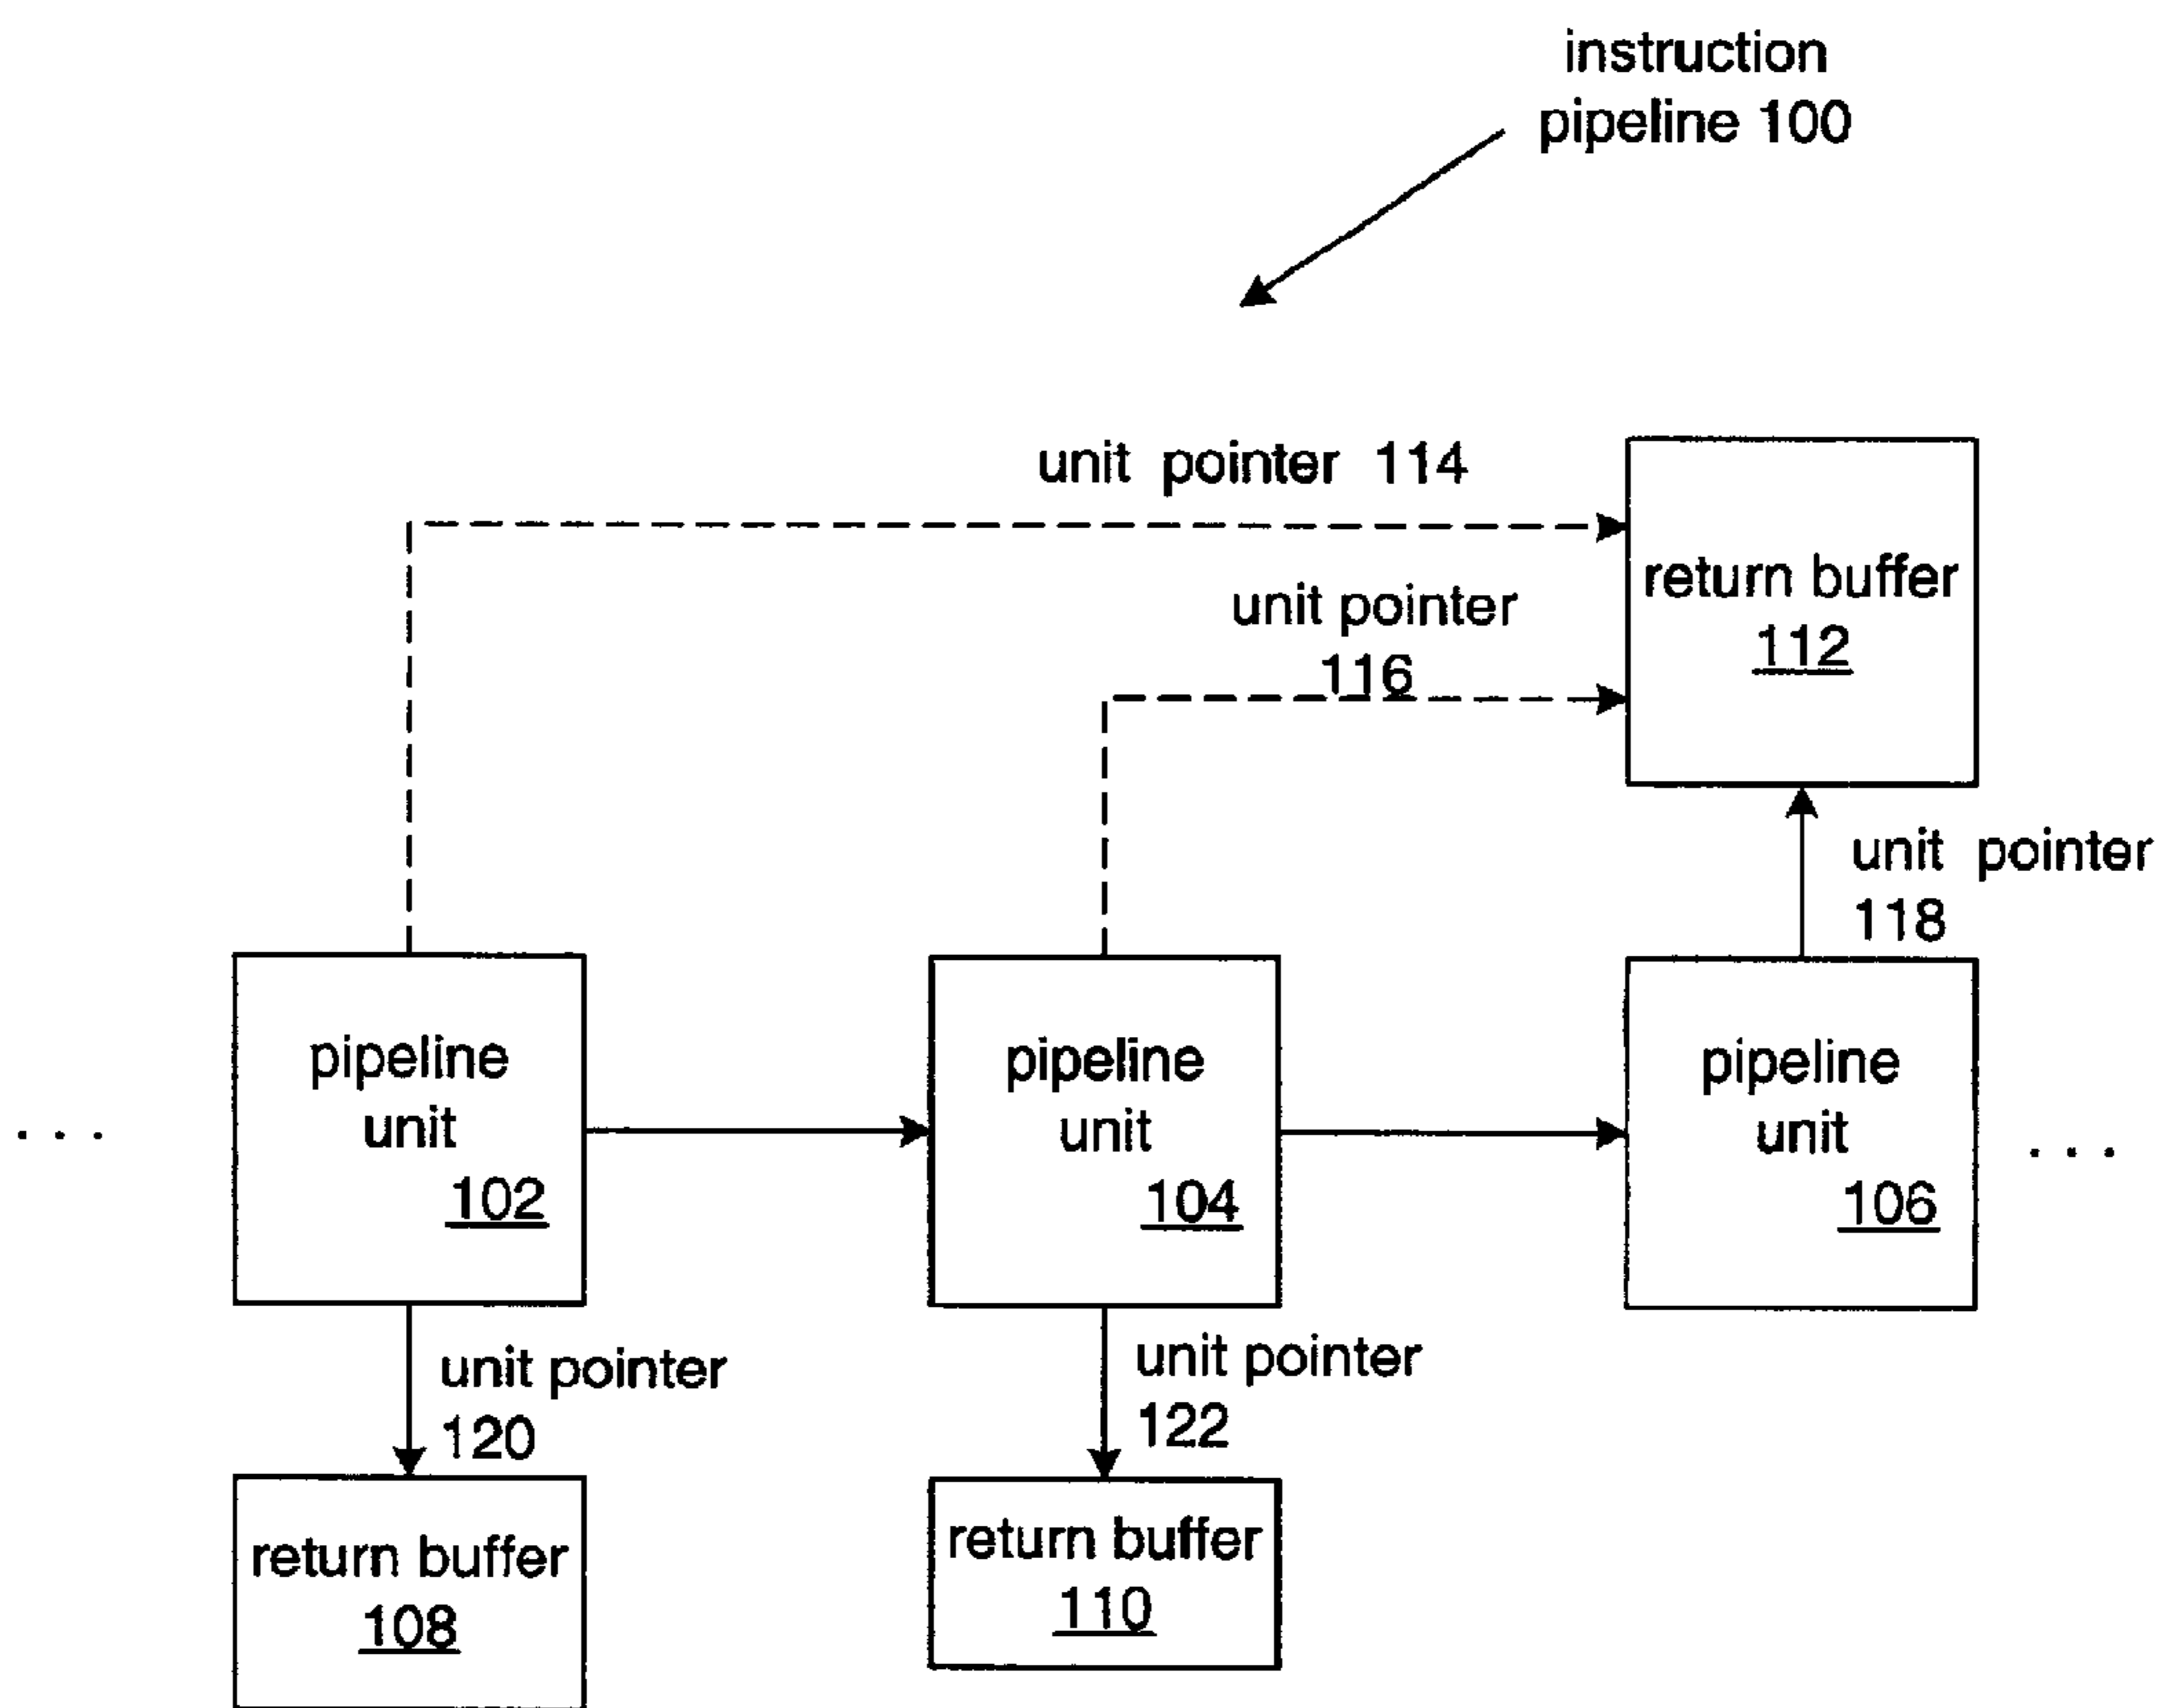 instruction
pipeline 100
unit pointer 114
return buffer
112
unit pointer
116
unit pointer
118
pipeline
unit
102
pipeline
unit
104
pipeline
unit
106
. . .
. . .
unit pointer
120
unit pointer
122
return buffer
108
return buffer
110